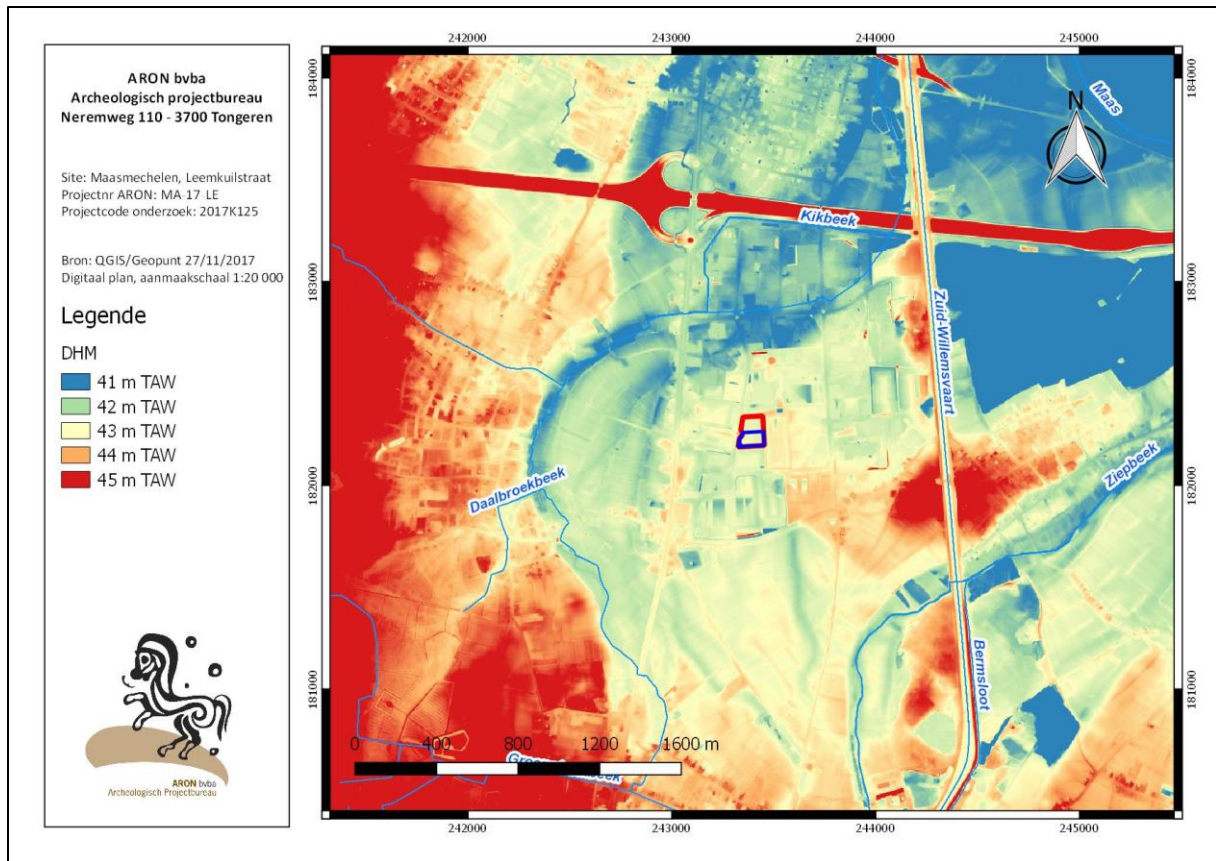 ARON bvba
Archeologisch projectbureau
Neremweg 110 - 3700 Tongeren
Site: Maasmechelen, Leemkuilstraat
Projectnr ARON: MA-17-LE
Projectcode onderzoek: 2017K125
Bron: QGIS/Geopunt 27/11/2017
Digitaal plan, aanmaakschaal 1:20 000
Legende
DHM
41 m TAW
42 m TAW
43 m TAW
44 m TAW
45 m TAW
ARON bvba
Archeologisch Projectbureau
242000 243000 244000 245000
184000 184000
Maas
N
Kikbeek
183000 183000
Zuid-Willemsvaart
Ziepbeek
182000 182000
Daalbroekbeek
Bermsloot
181000 181000
0 400 800 1200 1600 m
242000 243000 244000 245000